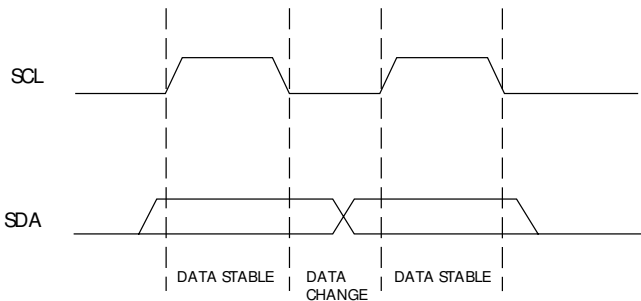 SCL
SDA
DATA STABLE
DATA
CHANGE
DATA STABLE